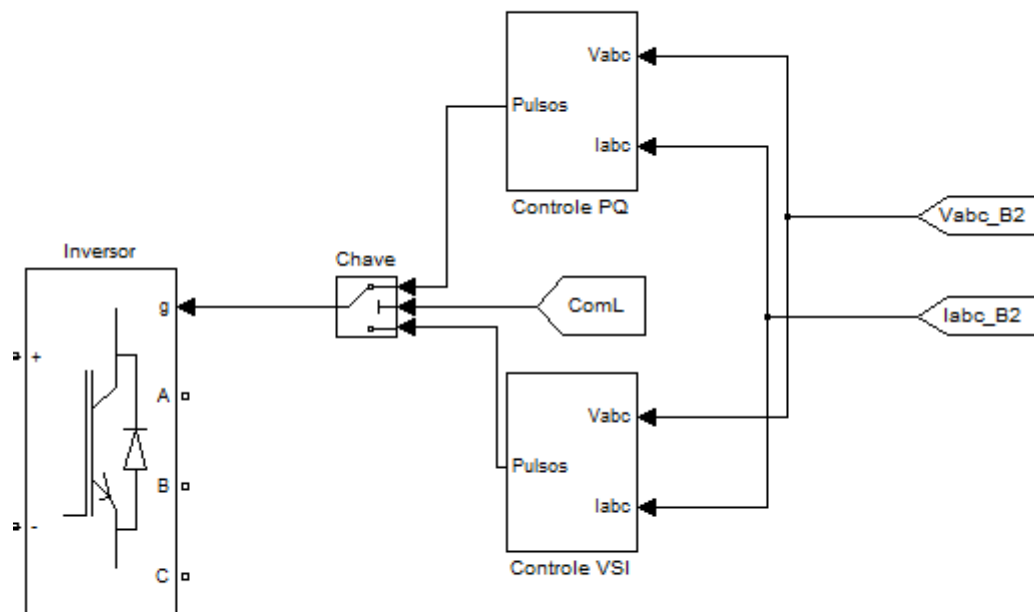 Vabc
Pulsos
Iabc
Controle PQ
Vabc_B2
Inversor
Chave
g
ComL
Iabc_B2
+
A
Vabc
Pulsos
B
Iabc
-
C
Controle VSI